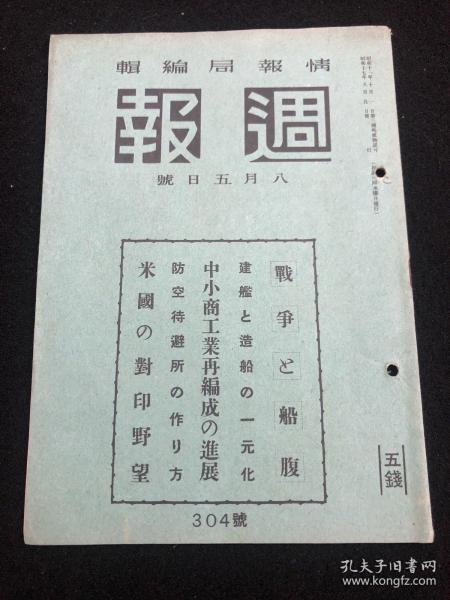 情報局編輯
週報
八月五日號
戰爭と船腹
建艦と造船の一元化
中小商工業再編成の進展
防空待避所の作り方
米國の對印野望
五錢
304號
孔夫子旧书网
www.kongfz.com